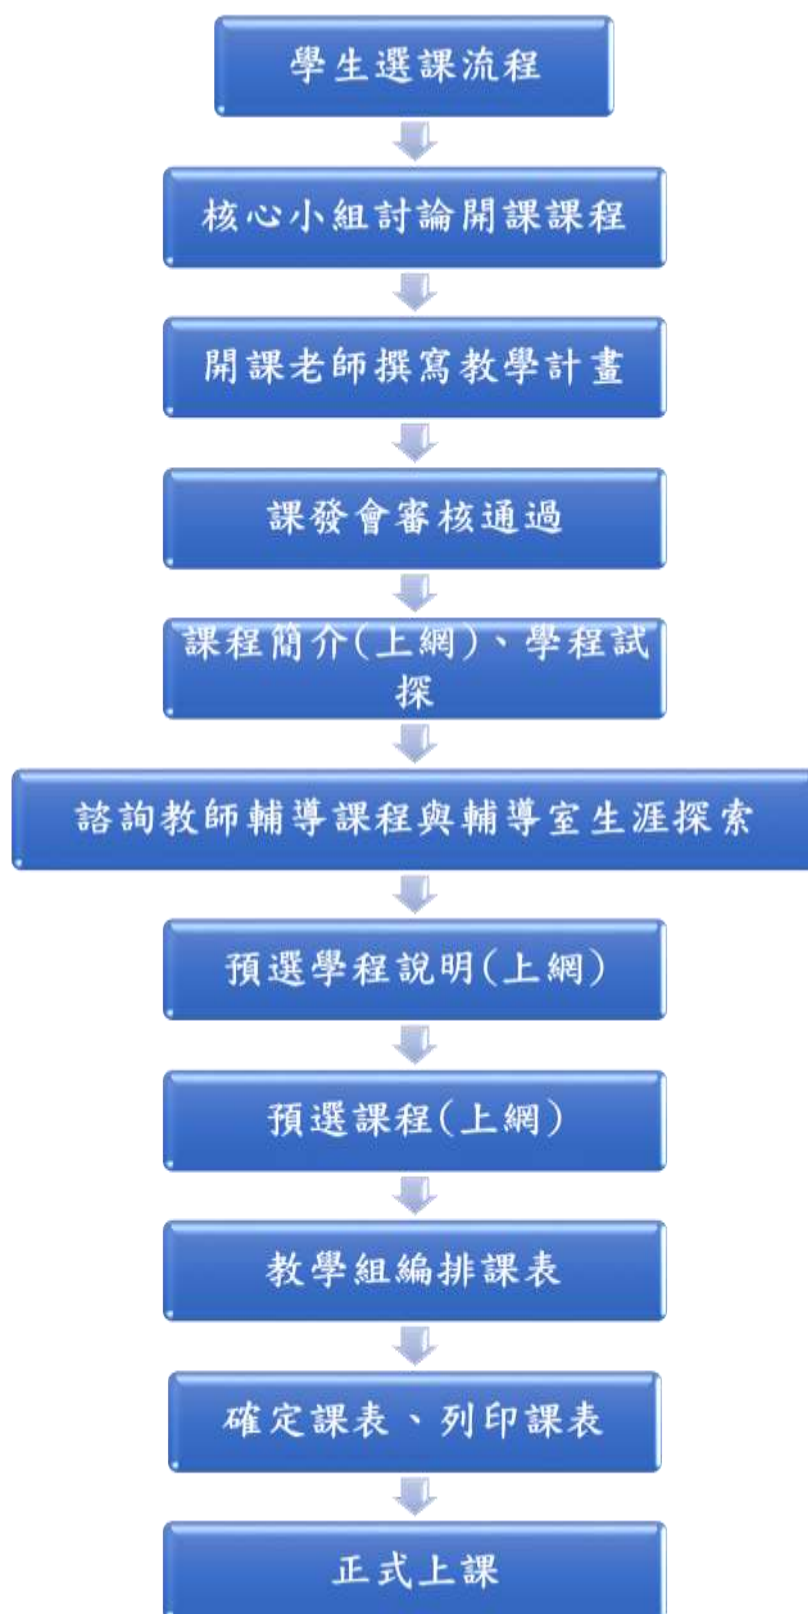 學生選課流程
核心小組討論開課課程
開課老師撰寫教學計畫
課發會審核通過
課程簡介(上網)、學程試
探
諮詢教師輔導課程與輔導室生涯探索
預選學程說明(上網)
預選課程(上網)
教學組編排課表
確定課表、列印課表
正式上課